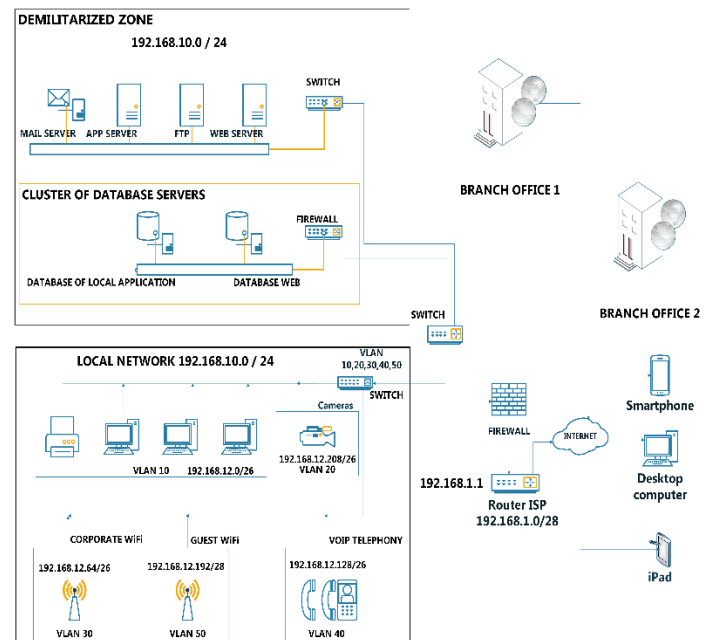 DEMILITARIZED ZONE
192.168.10.0 / 24
SWITCH
MAIL SERVER
APP SERVER
FTP
WEB SERVER
CLUSTER OF DATABASE SERVERS
FIREWALL
DATABASE OF LOCAL APPLICATION
DATABASE WEB
BRANCH OFFICE 1
BRANCH OFFICE 2
SWITCH
LOCAL NETWORK 192.168.10.0 / 24
VLAN
10,20,30,40,50
SWITCH
Cameras
192.168.12.208/26
VLAN 20
VLAN 10
192.168.12.0/26
CORPORATE WiFi
GUEST WiFi
VOIP TELEPHONY
192.168.12.64/26
192.168.12.192/28
192.168.12.128/26
VLAN 30
VLAN 50
VLAN 40
FIREWALL
INTERNET
192.168.1.1
Router ISP
192.168.1.0/28
Smartphone
Desktop
computer
iPad